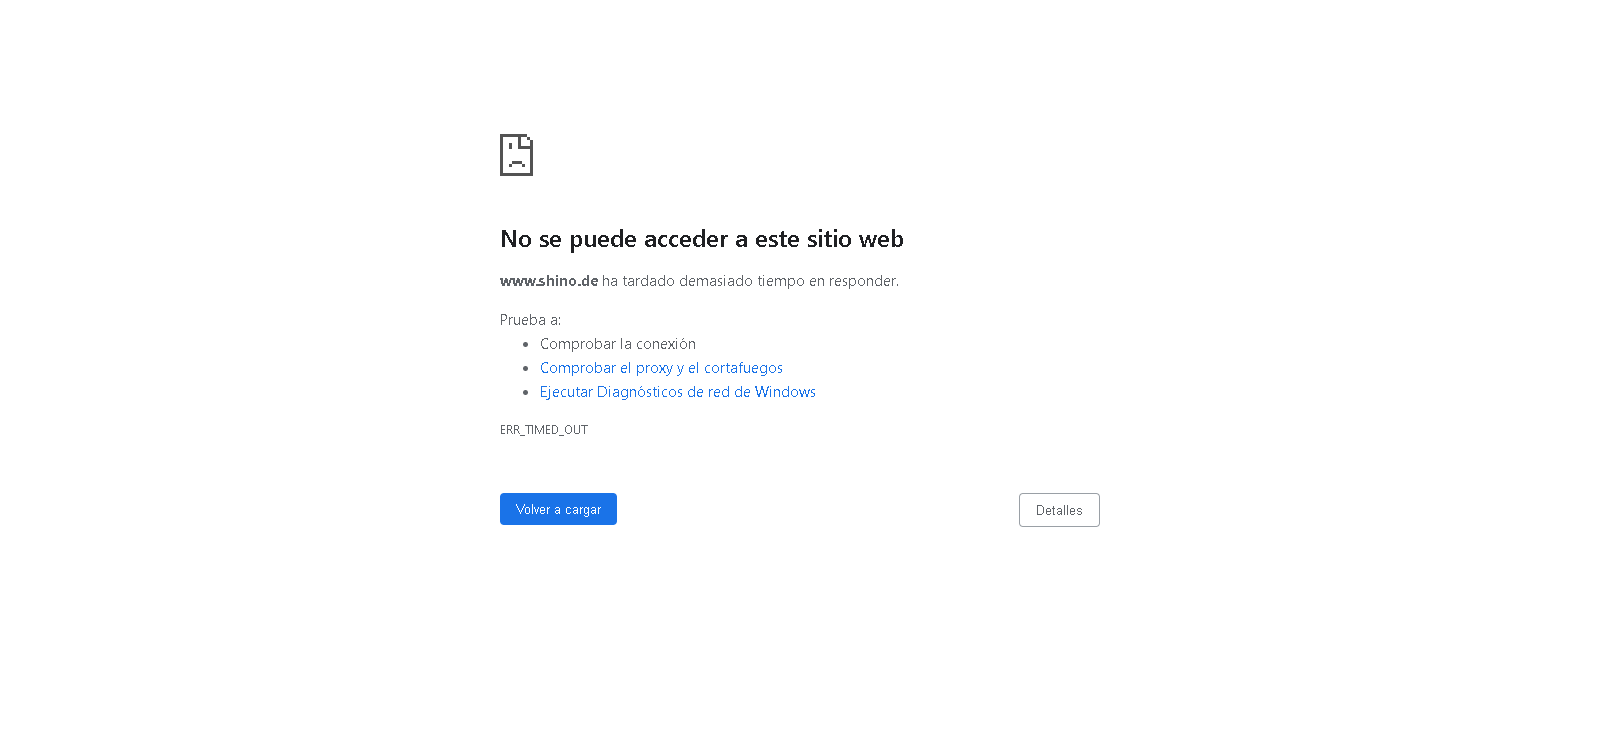 No se puede acceder a este sitio web
www.shino.de ha tardado demasiado tiempo en responder.
Prueba a:
Comprobar la conexión
Comprobar el proxy y el cortafuegos
Ejecutar Diagnósticos de red de Windows
ERR_TIMED_OUT
Volver a cargar
Detalles